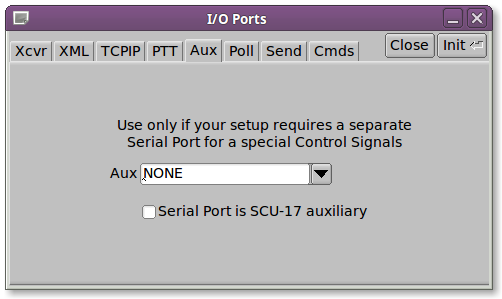 I/O Ports
Xcvr XML TCPIP PTT Aux Poll Send Cmds Close Init
Use only if your setup requires a separate
Serial Port for a special Control Signals
Aux NONE
Serial Port is SCU-17 auxiliary